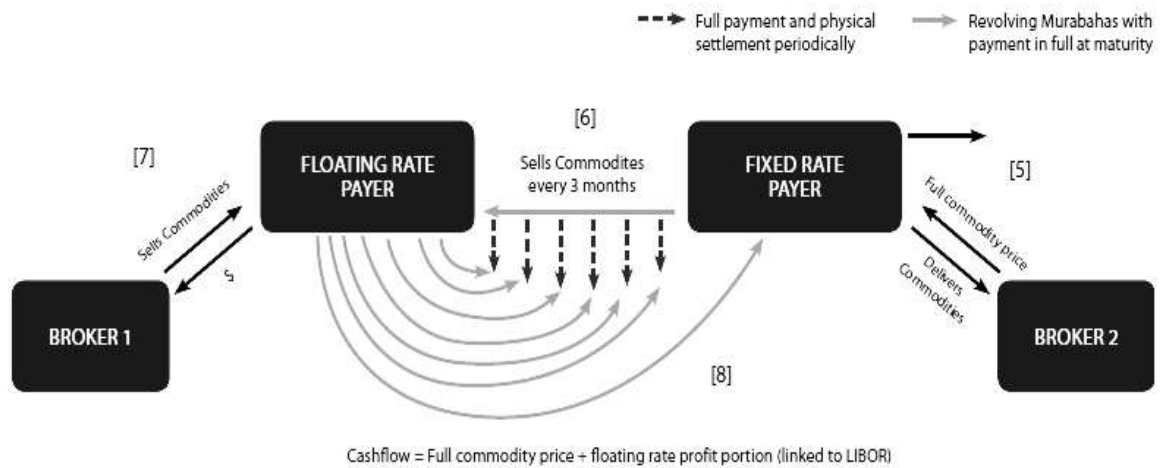 Full payment and physical
settlement periodically
Revolving Murabahas with
payment in full at maturity
[6]
[7]
FLOATING RATE
PAYER
Sells Commodites
every 3 months
FIXED RATE
PAYER
[5]
Sells Commodities
$
Full commodity price
Delivers
Commodities
BROKER 1
BROKER 2
[8]
Cashflow = Full commodity price + floating rate profit portion (linked to LIBOR)